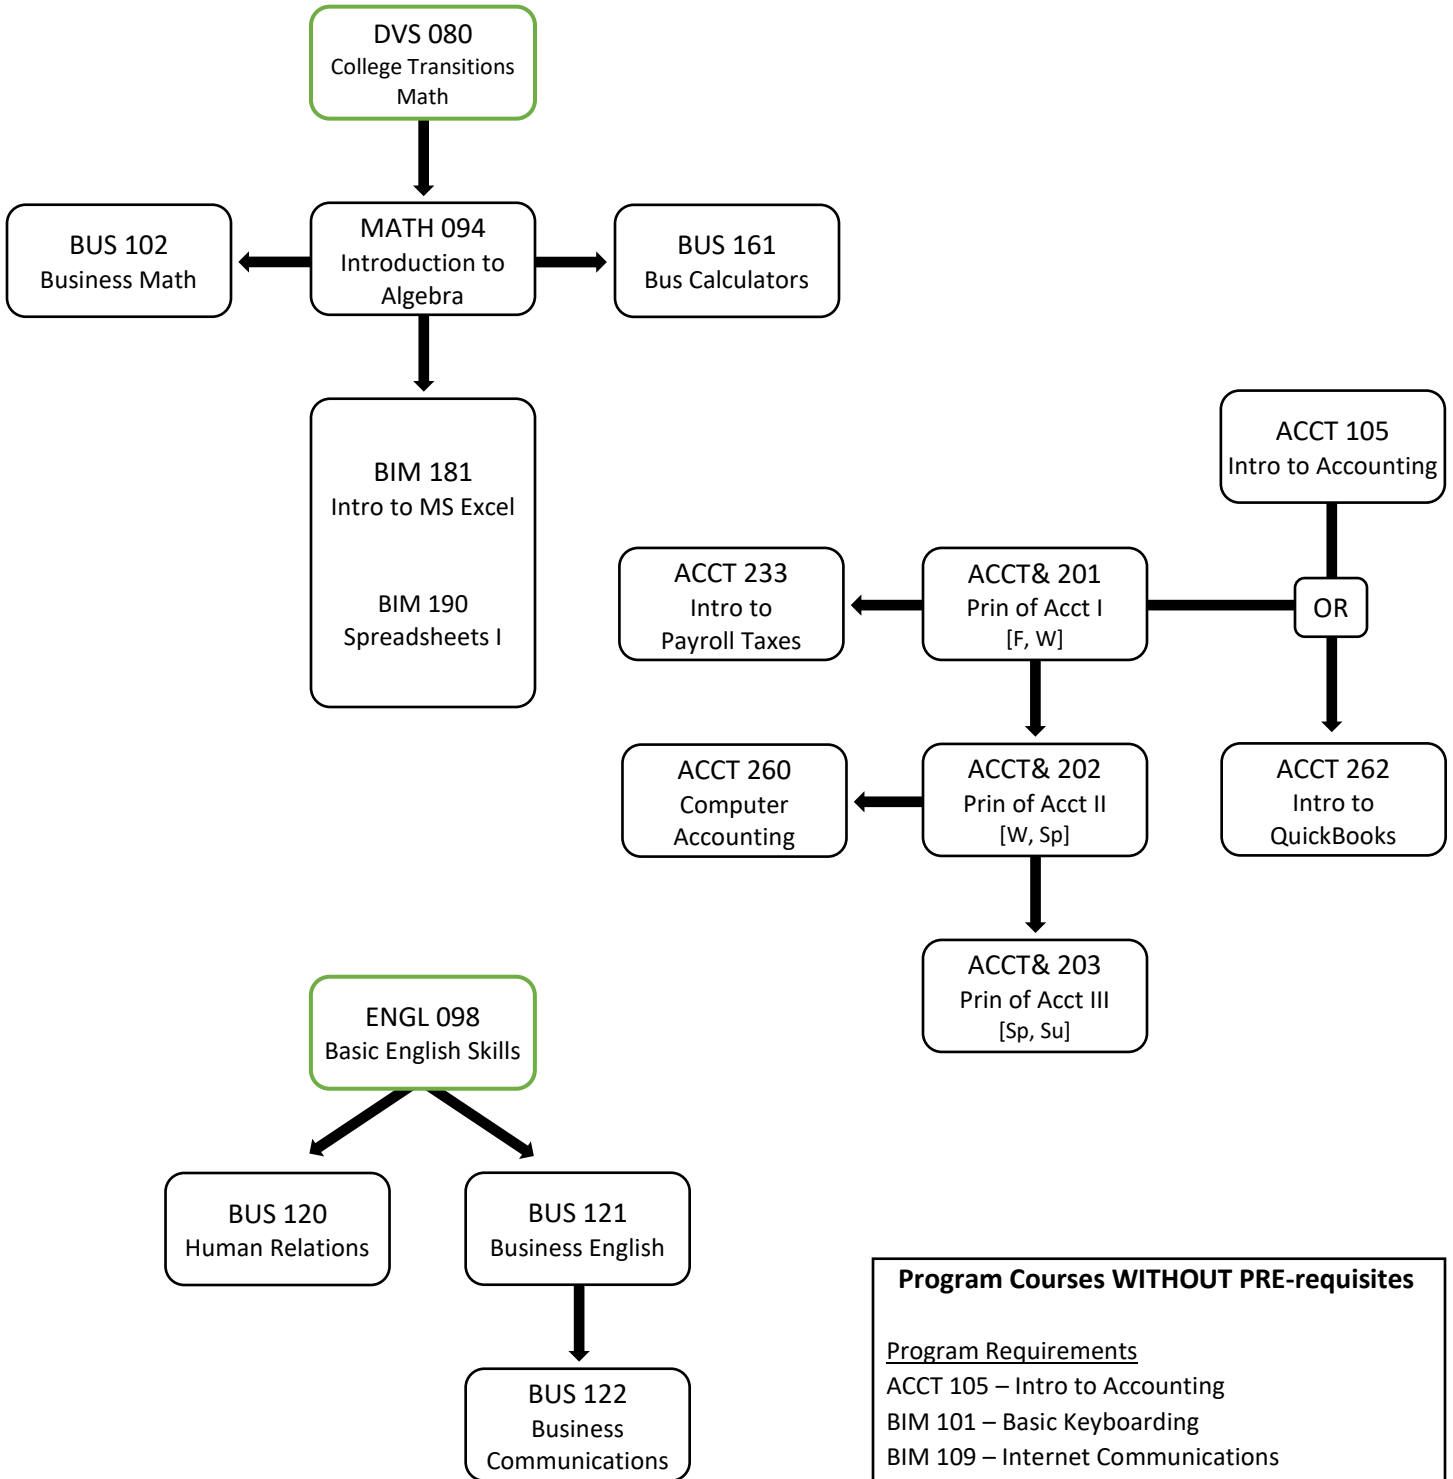 DVS 080
College Transitions
Math
BUS 102
Business Math
MATH 094
Introduction to
Algebra
BUS 161
Bus Calculators
BIM 181
Intro to MS Excel
BIM 190
Spreadsheets I
ACCT 105
Intro to Accounting
ACCT 233
Intro to
Payroll Taxes
ACCT& 201
Prin of Acct I
[F, W]
OR
ACCT 260
Computer
Accounting
ACCT& 202
Prin of Acct II
[W, Sp]
ACCT 262
Intro to
QuickBooks
ACCT& 203
Prin of Acct III
[Sp, Su]
ENGL 098
Basic English Skills
BUS 120
Human Relations
BUS 121
Business English
BUS 122
Business
Communications
Program Courses WITHOUT PRE-requisites
Program Requirements
ACCT 105 – Intro to Accounting
BIM 101 – Basic Keyboarding
BIM 109 – Internet Communications